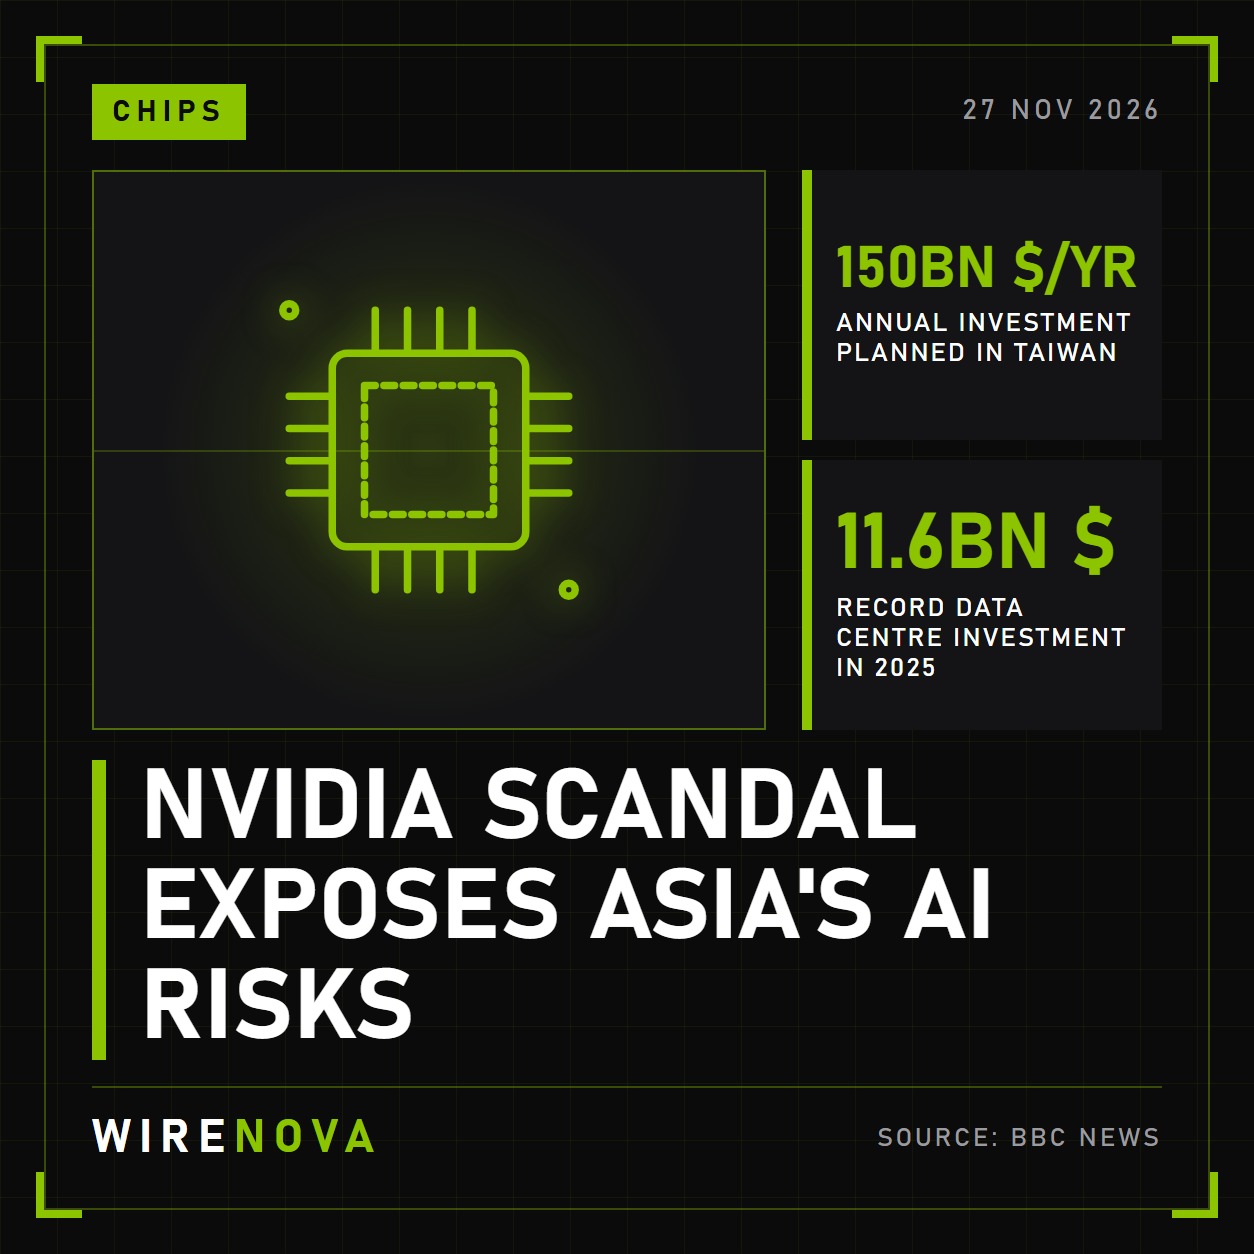 CHIPS
27 NOV 2026
150BN $/YR
ANNUAL INVESTMENT
PLANNED IN TAIWAN
11.6BN $
RECORD DATA
CENTRE INVESTMENT
IN 2025
NVIDIA SCANDAL
EXPOSES ASIA'S AI
RISKS
WIRENOVA
SOURCE: BBC NEWS